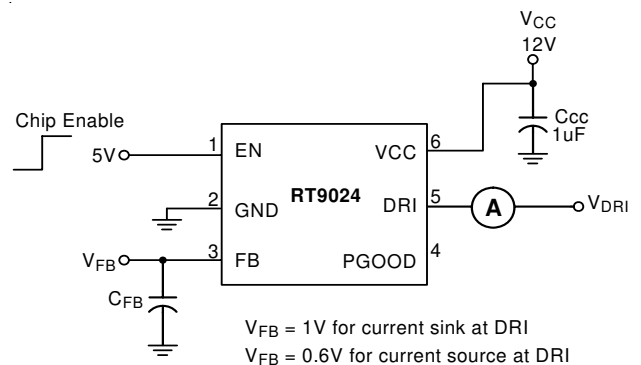 VCC
12V
Chip Enable
5V
1
EN
VCC
6
Ccc
1uF
2
GND
RT9024
DRI
5
A
VDRI
VFB
3
FB
PGOOD
4
CFB
VFB = 1V for current sink at DRI
VFB = 0.6V for current source at DRI